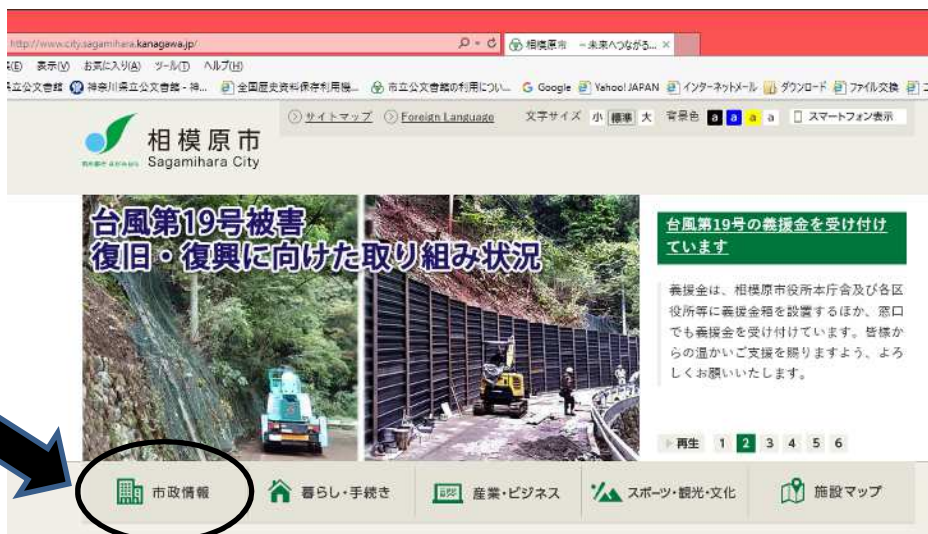 http://www.city.sagamihara.kanagawa.jp/
相模原市 －未来へつながる...
(E) 表示(V) お気に入り(A) ツール(T) ヘルプ(H)
県立公文書館 神奈川県立公文書館 - 神... 全国歴史資料保存利用機... 市立公文書館の利用につい... Google Yahoo! JAPAN インターネットメール ダウンロード ファイル交換
サイトマップ Foreign Language 文字サイズ 小 標準 大 背景色 a a a a スマートフォン表示
相模原市
Sagamihara City
台風第19号被害
復旧・復興に向けた取り組み状況
台風第19号の義援金を受け付け
ています
義援金は、相模原市役所本庁舎及び各区
役所等に義援金箱を設置するほか、窓口
でも義援金を受け付けています。皆様か
らの温かいご支援を賜りますよう、よろ
しくお願いいたします。
再生 1 2 3 4 5 6
市政情報 暮らし・手続き 産業・ビジネス スポーツ・観光・文化 施設マップ